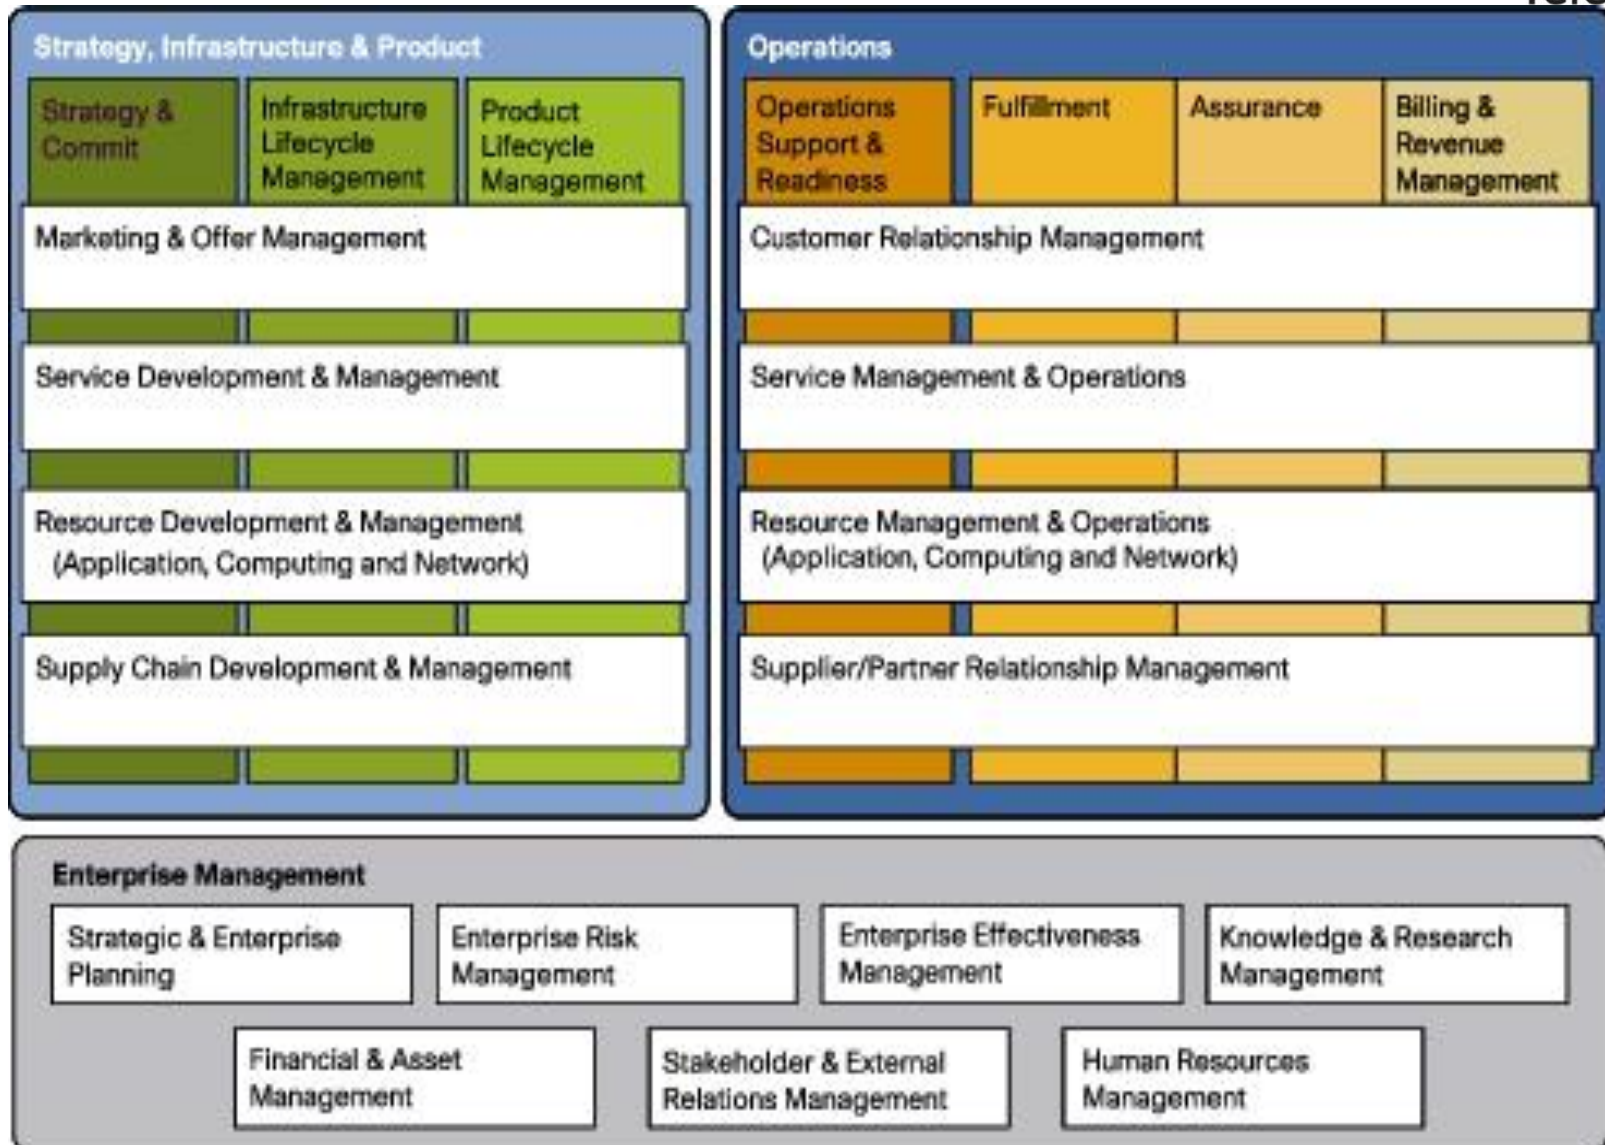 Strategy, Infrastructure & Product
Strategy &
Commit
Infrastructure
Lifecycle
Management
Product
Lifecycle
Management
Marketing & Offer Management
Service Development & Management
Resource Development & Management
(Application, Computing and Network)
Supply Chain Development & Management
Operations
Operations
Support &
Readiness
Fulfillment
Assurance
Billing &
Revenue
Management
Customer Relationship Management
Service Management & Operations
Resource Management & Operations
(Application, Computing and Network)
Supplier/Partner Relationship Management
Enterprise Management
Strategic & Enterprise
Planning
Enterprise Risk
Management
Enterprise Effectiveness
Management
Knowledge & Research
Management
Financial & Asset
Management
Stakeholder & External
Relations Management
Human Resources
Management